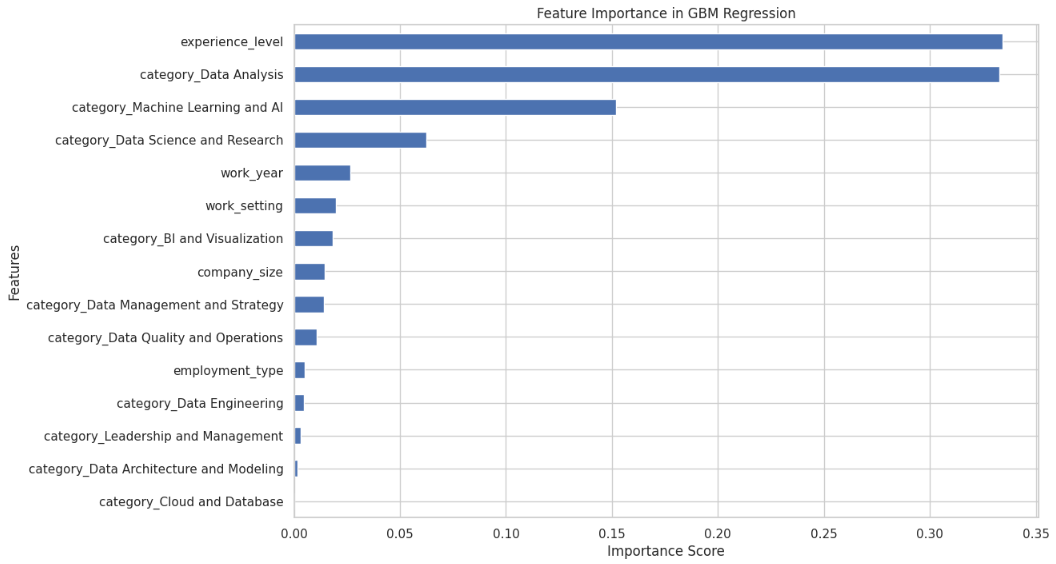 Feature Importance in GBM Regression
experience_level
category_Data Analysis
category_Machine Learning and AI
category_Data Science and Research
work_year
work_setting
category_BI and Visualization
company_size
category_Data Management and Strategy
category_Data Quality and Operations
employment_type
category_Data Engineering
category_Leadership and Management
category_Data Architecture and Modeling
category_Cloud and Database
Features
0.00 0.05 0.10 0.15 0.20 0.25 0.30 0.35
Importance Score